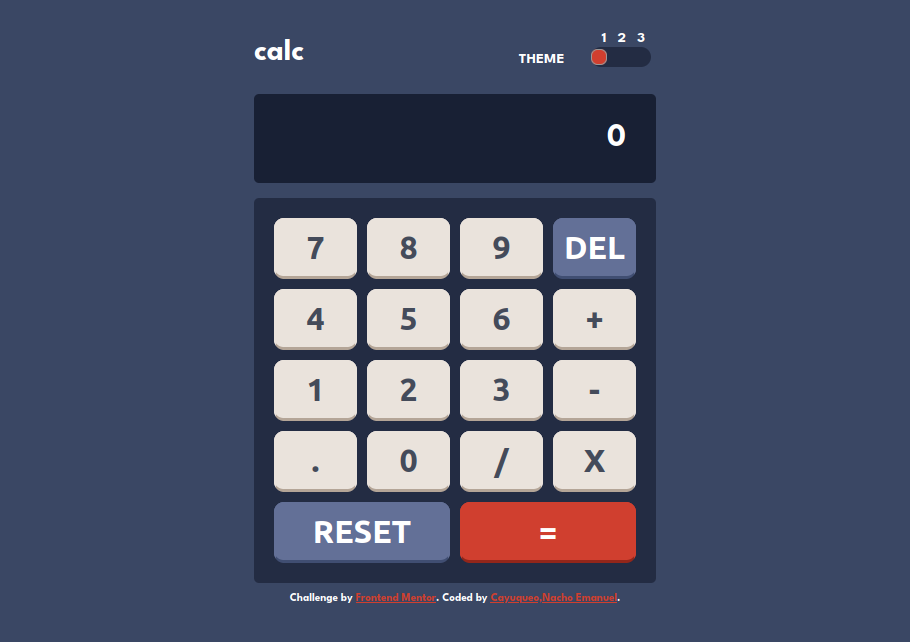 1 2 3
calc
THEME
0
7 8 9 DEL
4 5 6 +
1 2 3 -
. 0 / X
RESET =
Challenge by Frontend Mentor. Coded by Cayuqueo,Nacho Emanuel.